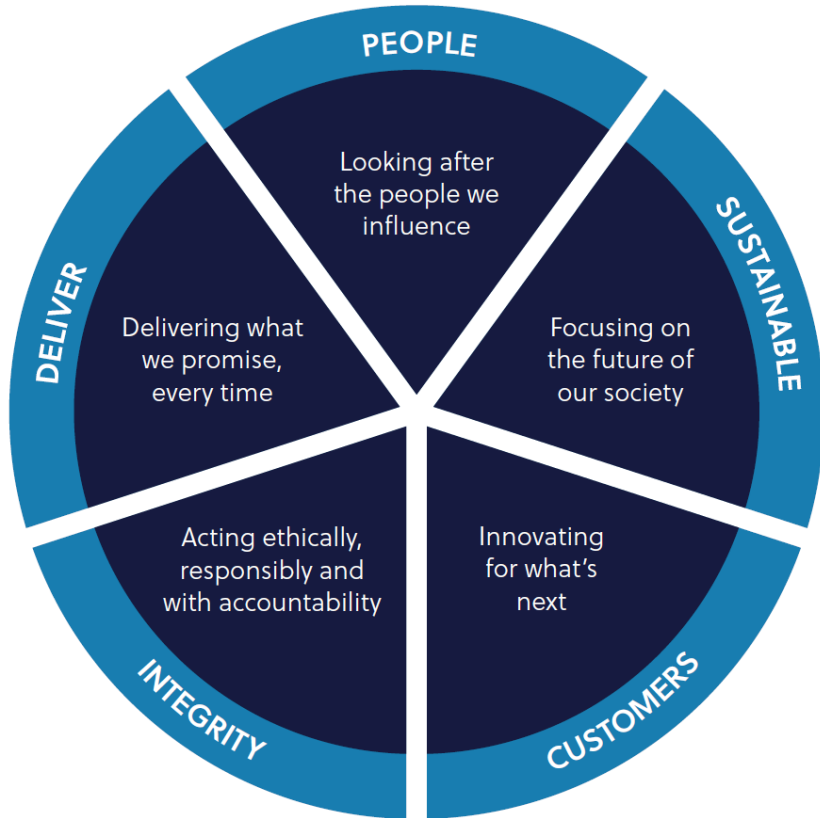 PEOPLE
Looking after
the people we
influence
SUSTAINABLE
Focusing on
the future of
our society
CUSTOMERS
Innovating
for what’s
next
INTEGRITY
Acting ethically,
responsibly and
with accountability
DELIVER
Delivering what
we promise,
every time